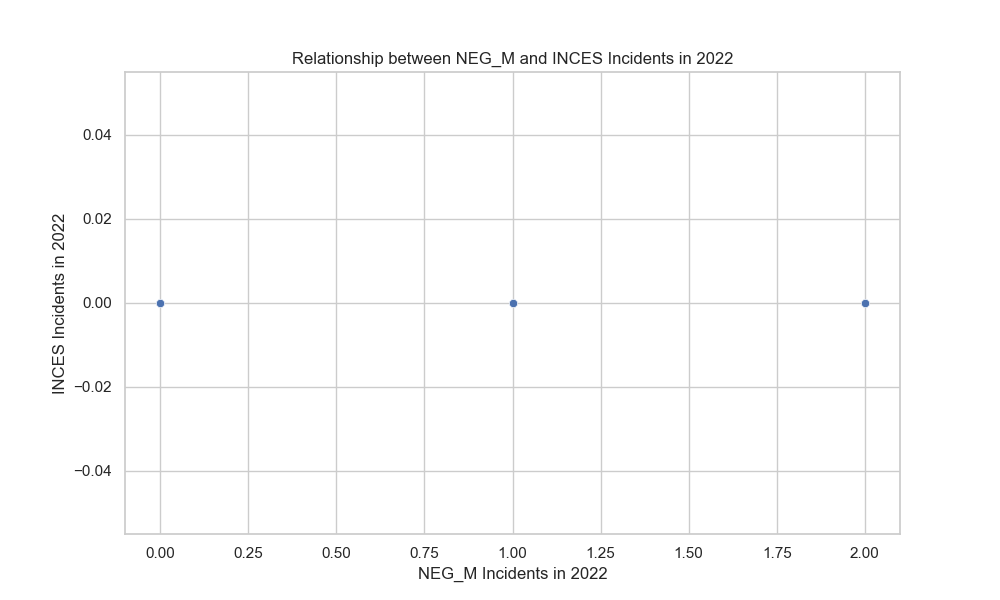 Relationship between NEG_M and INCES Incidents in 2022
INCES Incidents in 2022
0.04
0.02
0.00
−0.02
−0.04
0.00 0.25 0.50 0.75 1.00 1.25 1.50 1.75 2.00
NEG_M Incidents in 2022